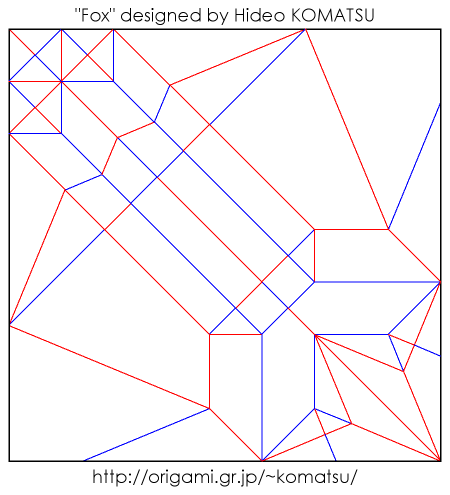 "Fox" designed by Hideo KOMATSU
http://origami.gr.jp/~komatsu/